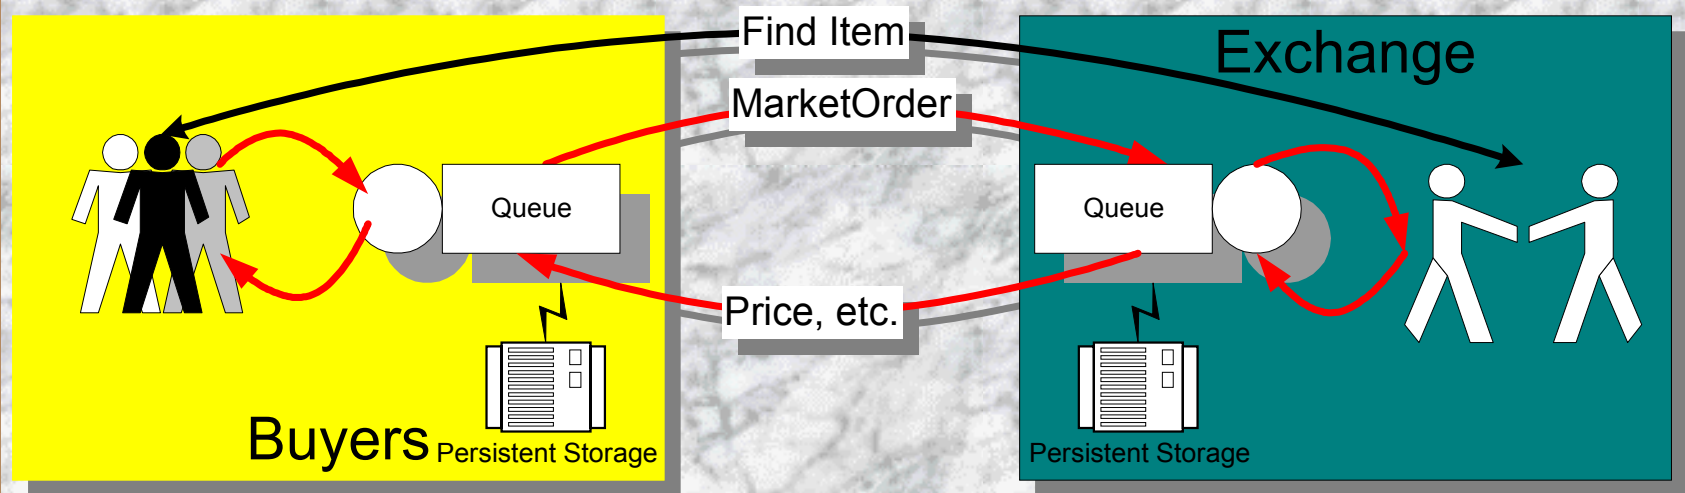 Find Item
Exchange
MarketOrder
Queue
Queue
Price, etc.
Buyers
Persistent Storage
Persistent Storage